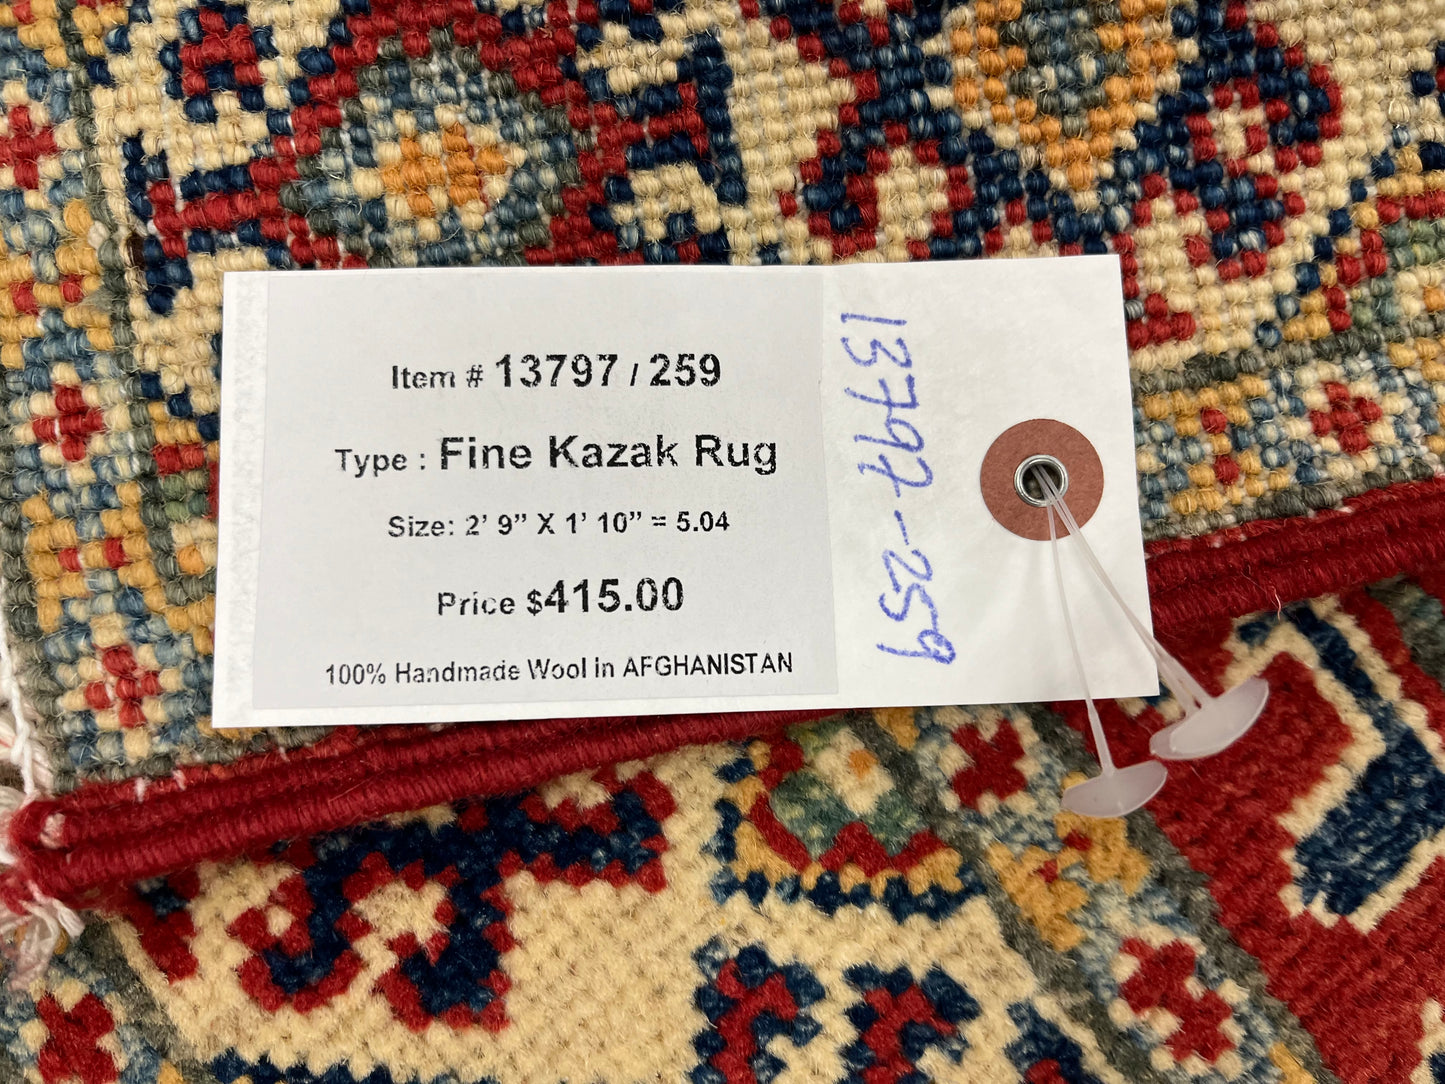 Item # 13797 / 259
Type : Fine Kazak Rug
Size: 2’ 9” X 1’ 10” = 5.04
Price $415.00
100% Handmade Wool in AFGHANISTAN
13797-259